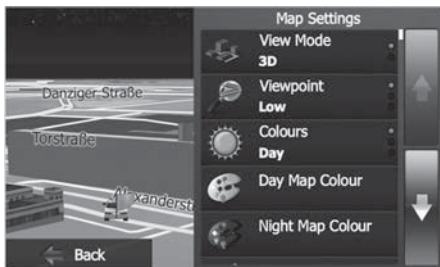 Map Settings
View Mode
3D
Danziger Straße
Viewpoint
Low
Torstraße
Colours
Day
Day Map Colour
Alexanderst
Night Map Colour
Back